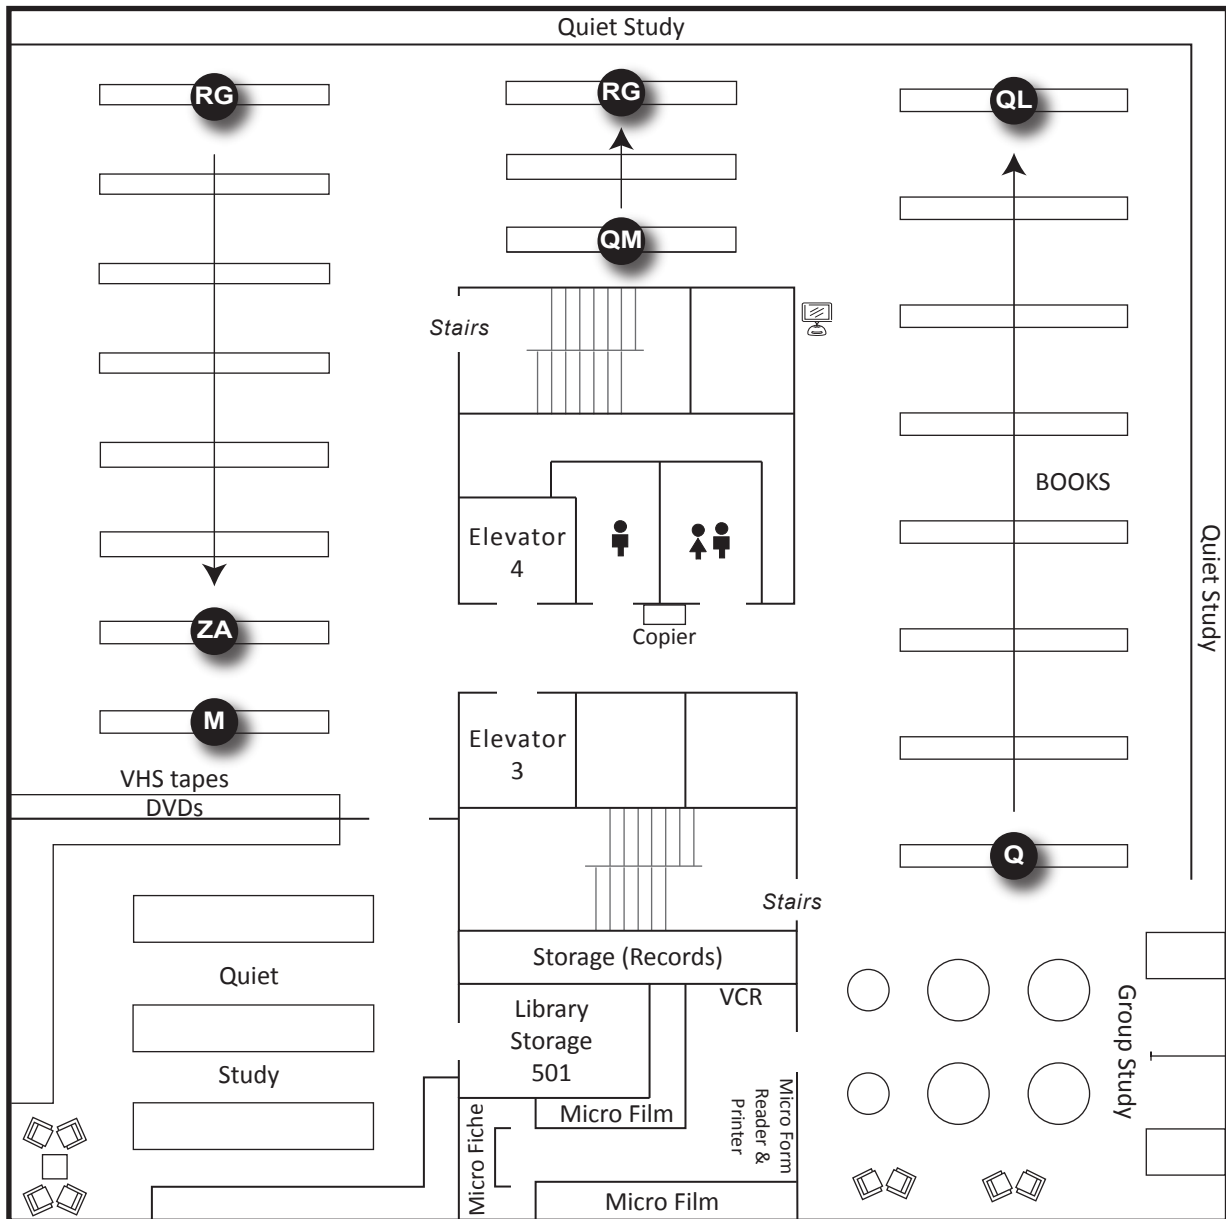 Quiet Study
RG
RG
QL
QM
Stairs
BOOKS
Elevator
4
Quiet Study
ZA
Copier
M
Elevator
3
VHS tapes
DVDs
Q
Stairs
Storage (Records)
Quiet
Study
Library
Storage
501
VCR
Group Study
Micro Fiche
Micro Film
Micro Form
Reader &
Printer
Micro Film